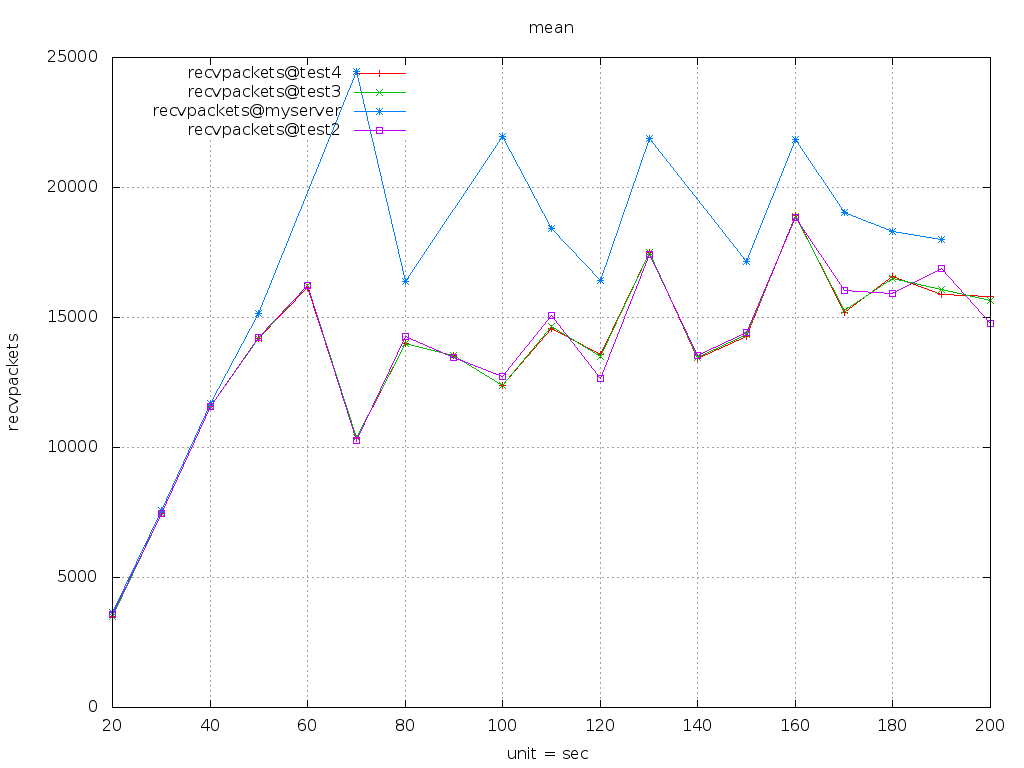 mean
25000
20000
15000
10000
5000
0
recvpackets
recvpackets@test4
recvpackets@test3
recvpackets@myserver
recvpackets@test2
20 40 60 80 100 120 140 160 180 200
unit = sec